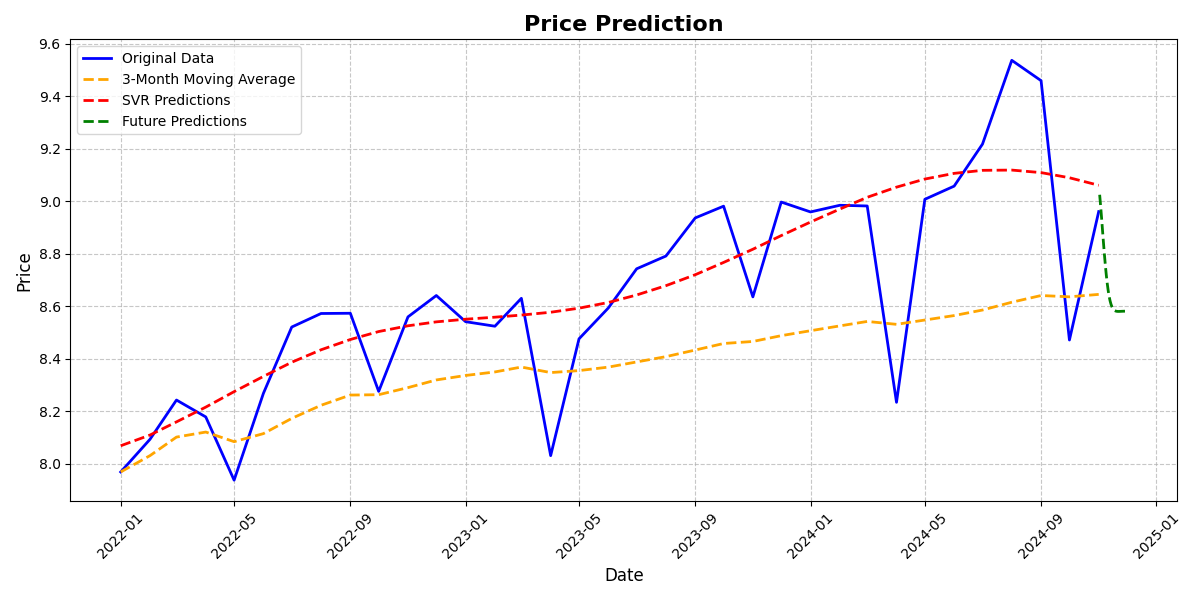 Price Prediction
Original Data
3-Month Moving Average
SVR Predictions
Future Predictions
9.6
9.4
9.2
9.0
8.8
8.6
8.4
8.2
8.0
Price
2022-01
2022-05
2022-09
2023-01
2023-05
2023-09
2024-01
2024-05
2024-09
2025-01
Date